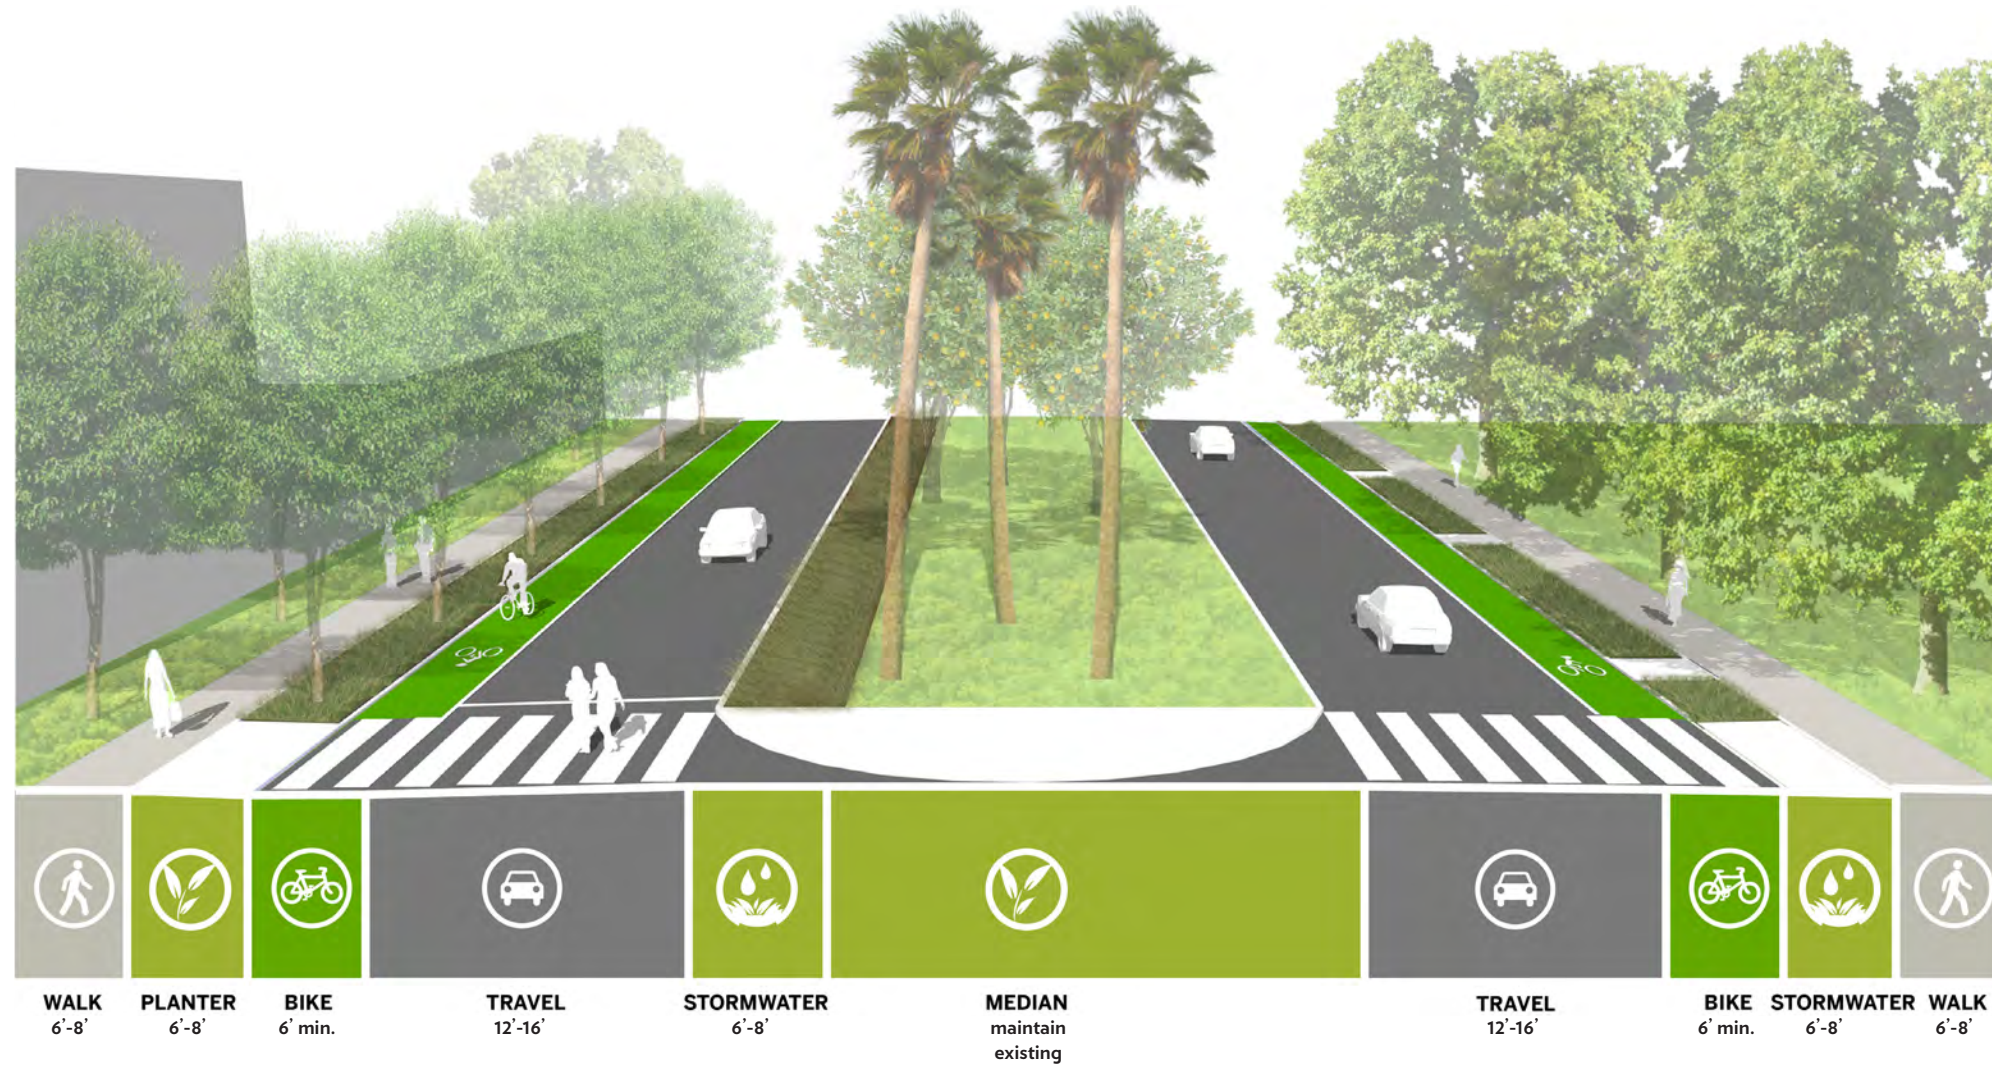 WALK
6'-8'
PLANTER
6'-8'
BIKE
6' min.
TRAVEL
12'-16'
STORMWATER
6'-8'
MEDIAN
maintain
existing
TRAVEL
12'-16'
BIKE
6' min.
STORMWATER
6'-8'
WALK
6'-8'